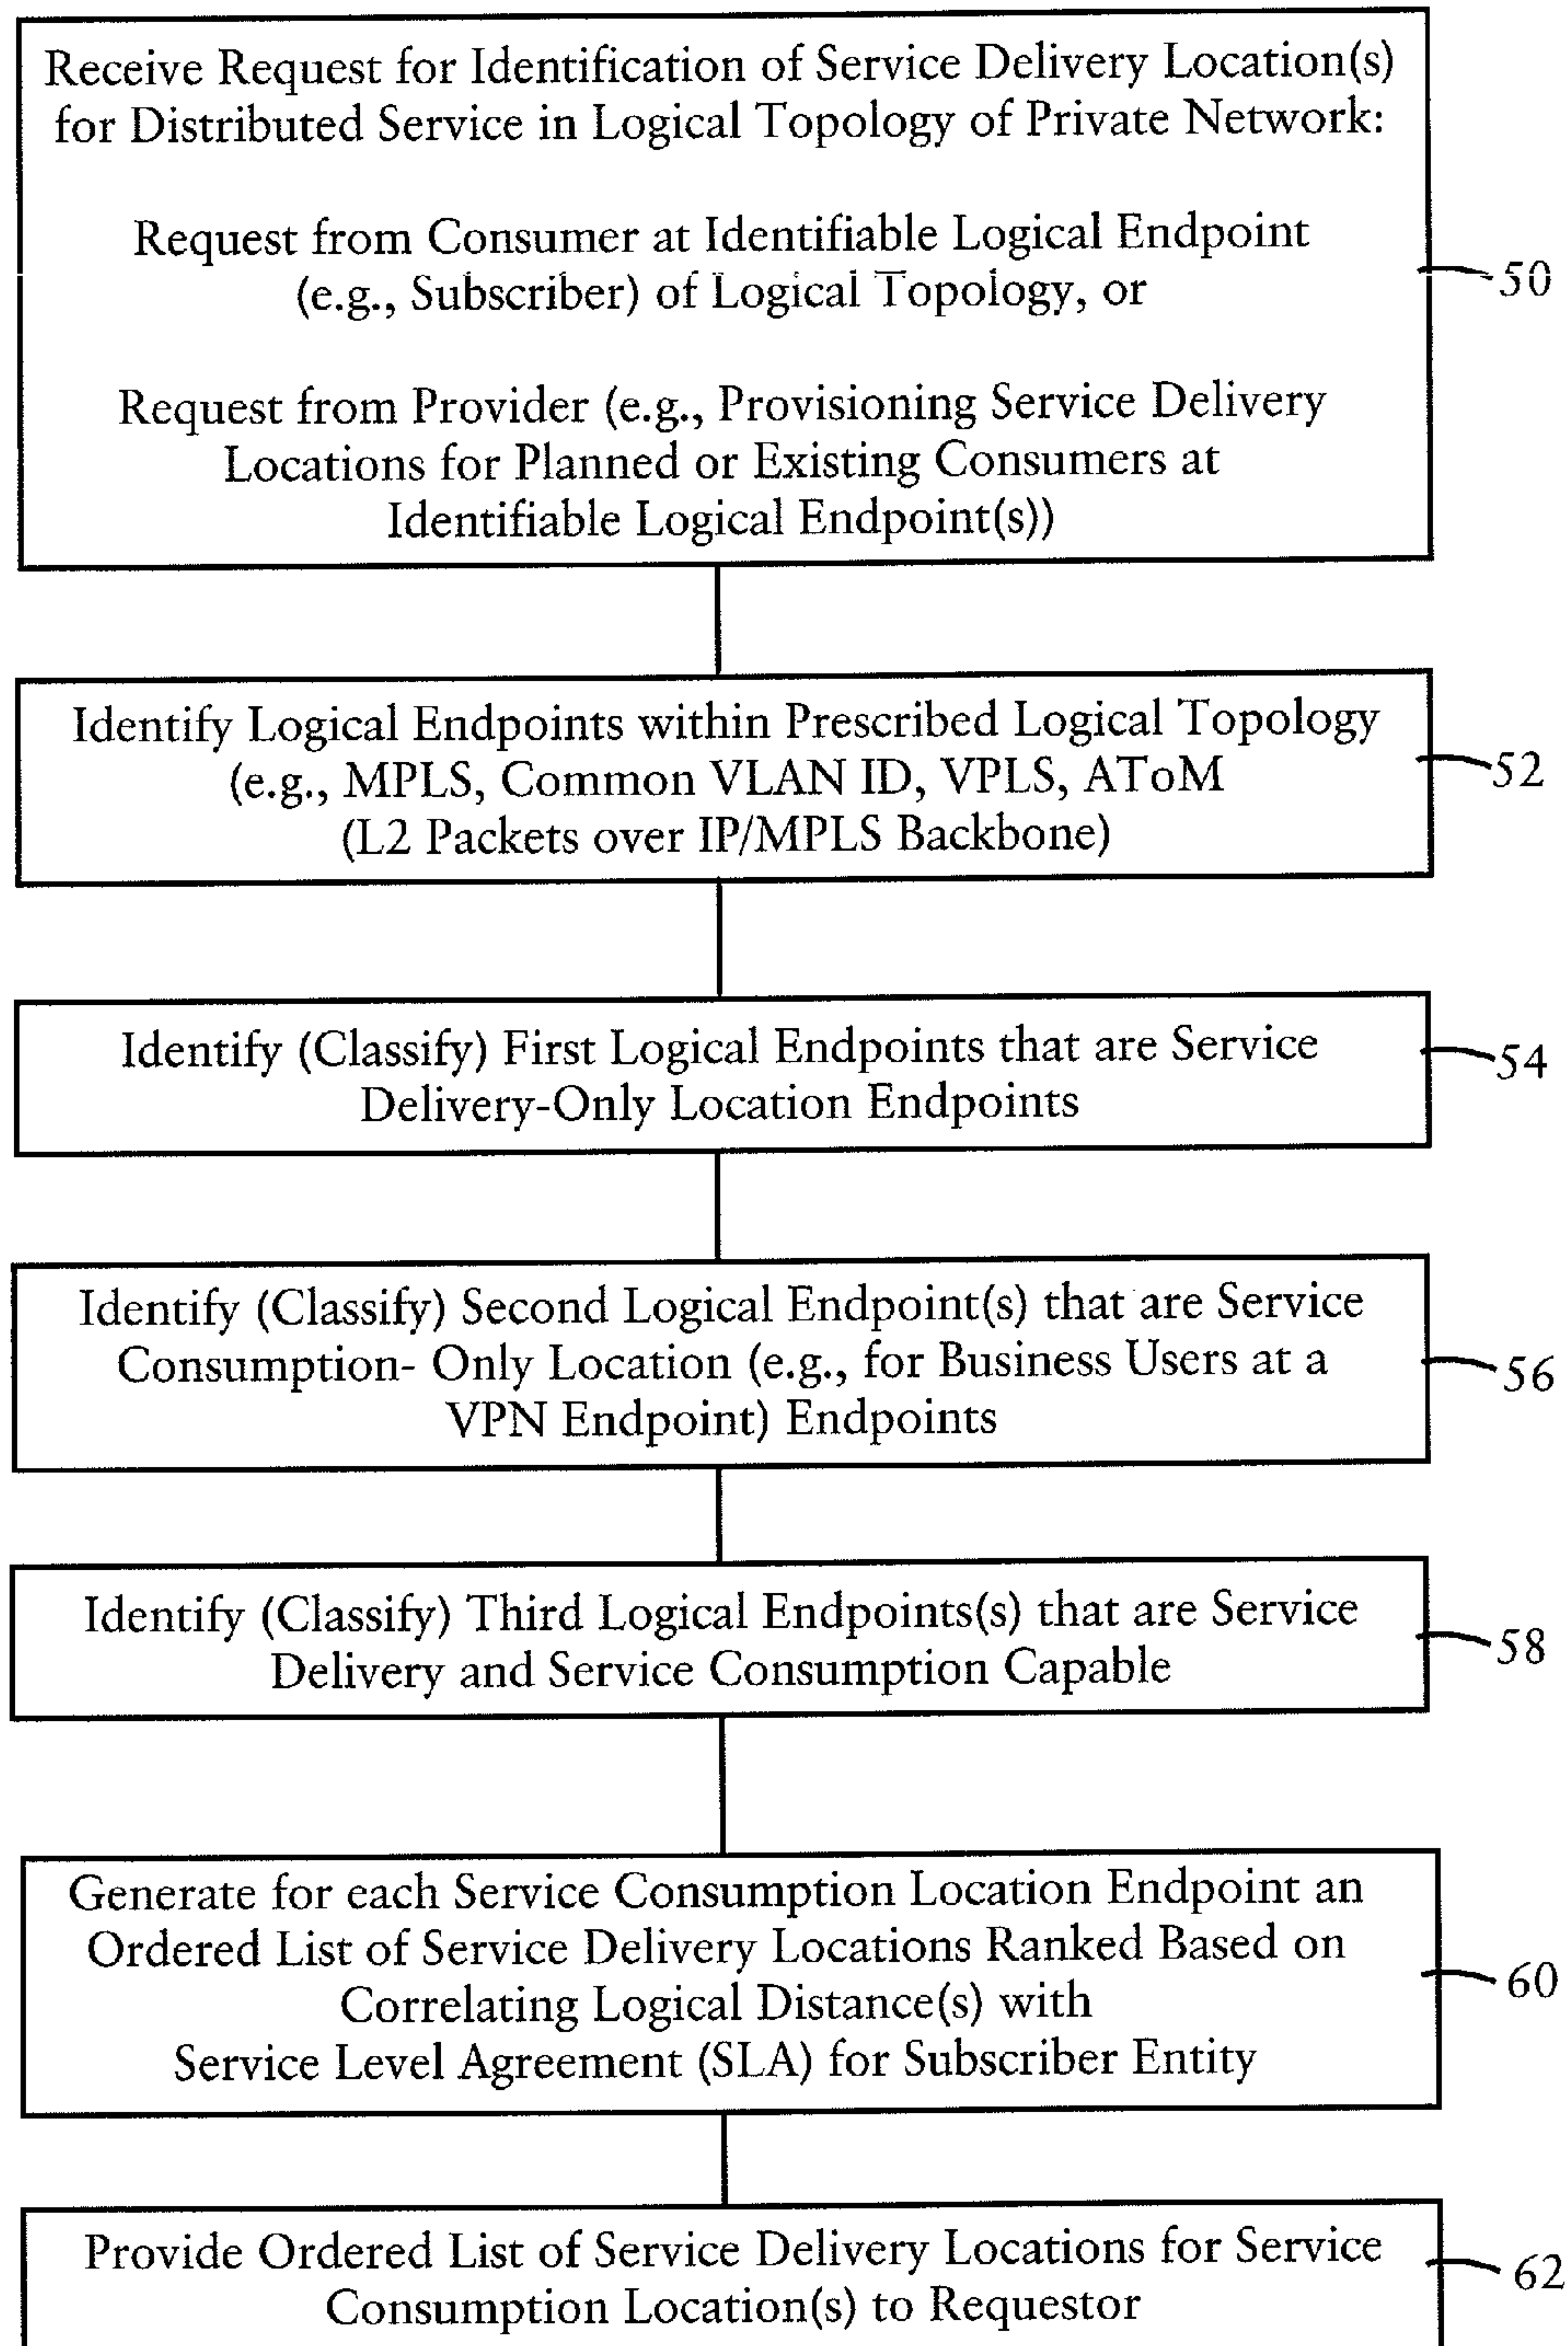 Receive Request for Identification of Service Delivery Location(s)
for Distributed Service in Logical Topology of Private Network:
Request from Consumer at Identifiable Logical Endpoint
(e.g., Subscriber) of Logical Topology, or
50
Request from Provider (e.g., Provisioning Service Delivery
Locations for Planned or Existing Consumers at
Identifiable Logical Endpoint(s))
Identify Logical Endpoints within Prescribed Logical Topology
(e.g., MPLS, Common VLAN ID, VPLS, AToM
(L2 Packets over IP/MPLS Backbone)
52
Identify (Classify) First Logical Endpoints that are Service
Delivery-Only Location Endpoints
54
Identify (Classify) Second Logical Endpoint(s) that are Service
Consumption- Only Location (e.g., for Business Users at a
VPN Endpoint) Endpoints
56
Identify (Classify) Third Logical Endpoints(s) that are Service
Delivery and Service Consumption Capable
58
Generate for each Service Consumption Location Endpoint an
Ordered List of Service Delivery Locations Ranked Based on
Correlating Logical Distance(s) with
Service Level Agreement (SLA) for Subscriber Entity
60
Provide Ordered List of Service Delivery Locations for Service
Consumption Location(s) to Requestor
62